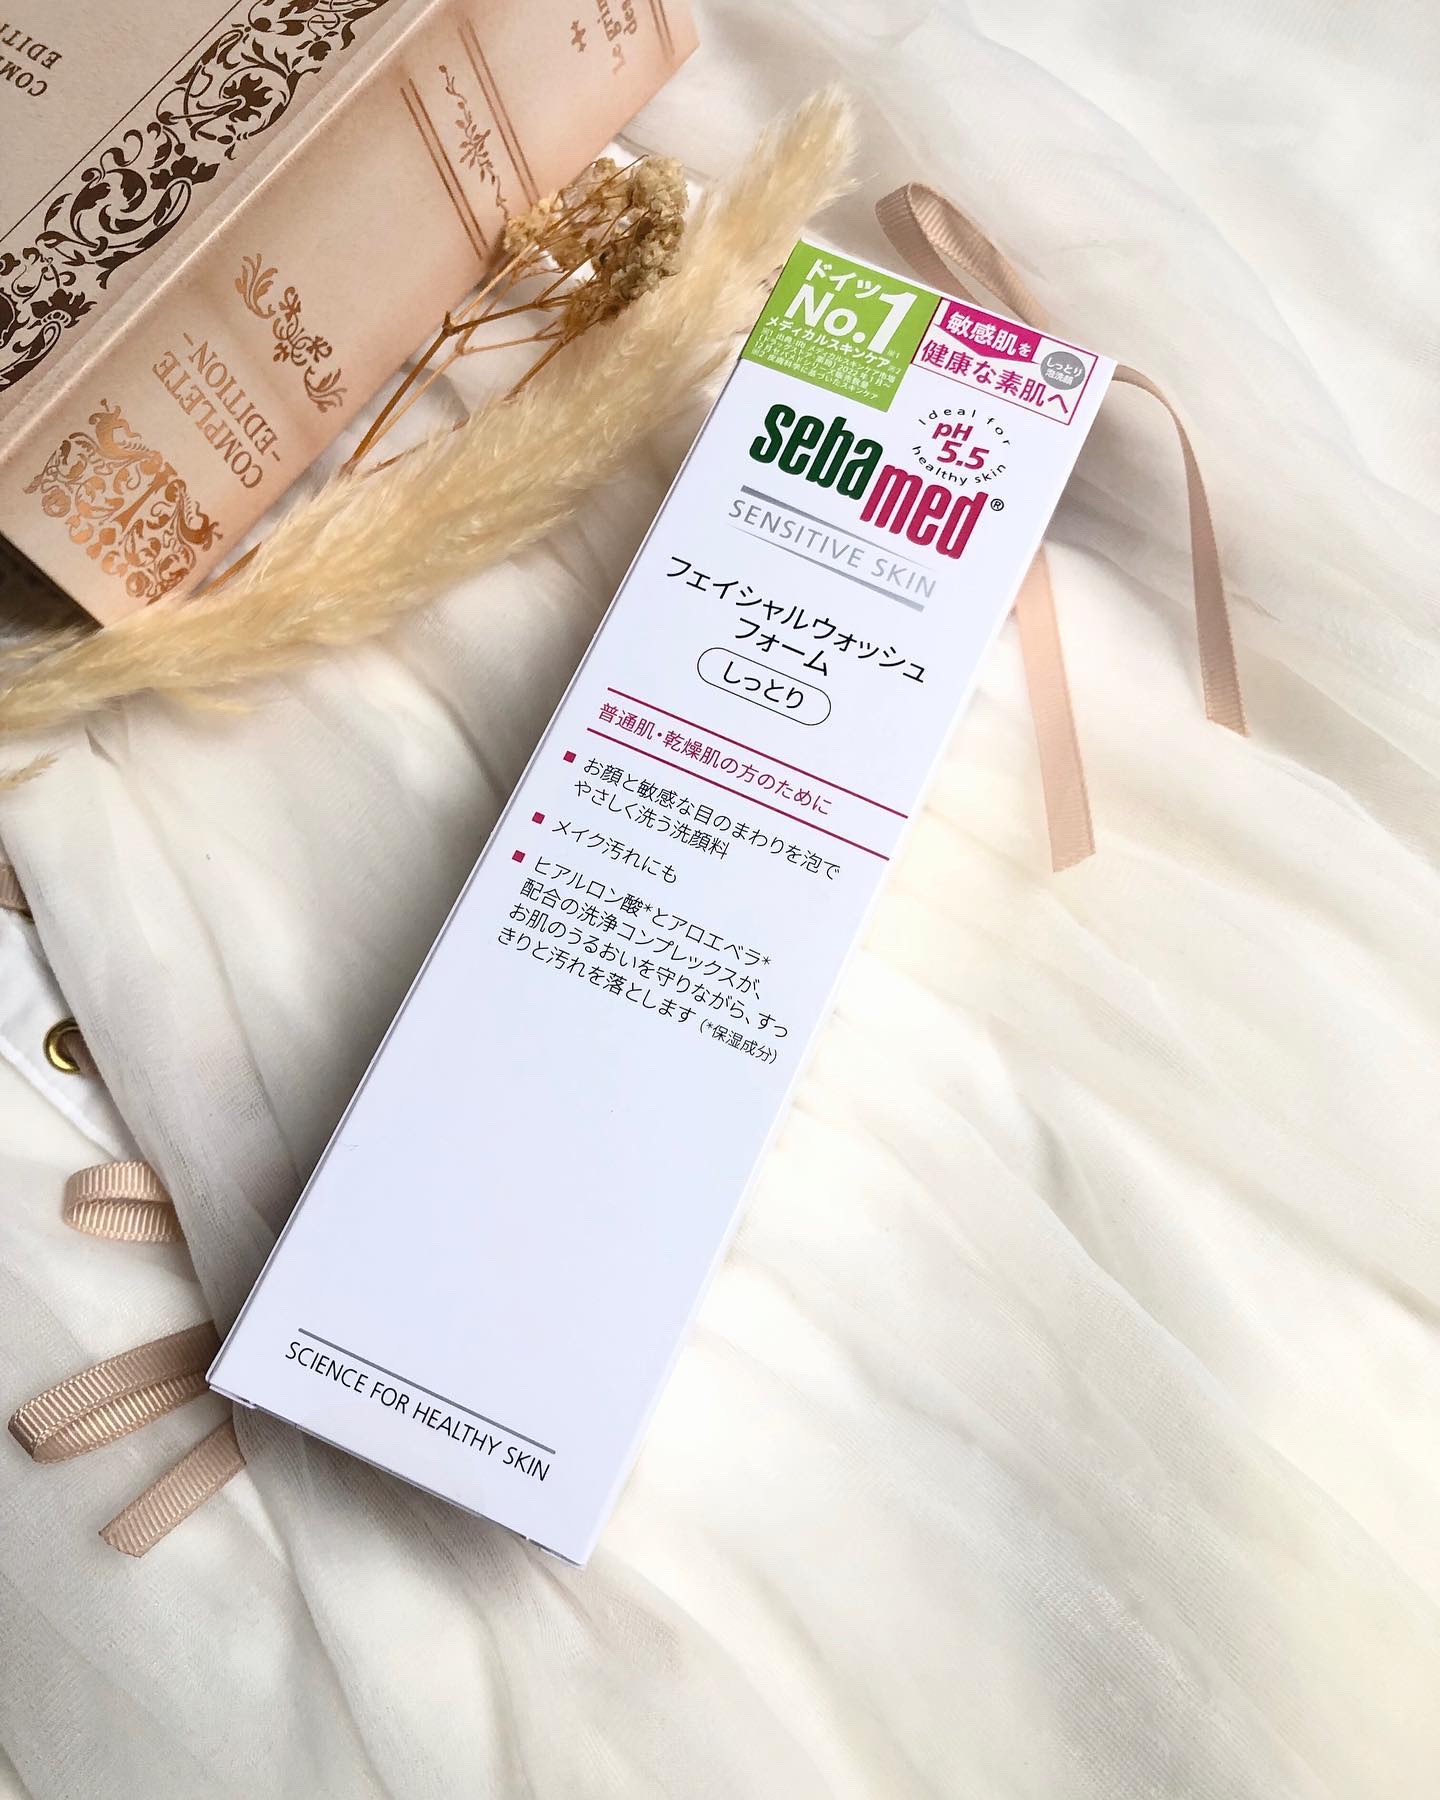 COMPLETE
-EDITION-
ドイツ
No.1
メディカルスキンケア
敏感肌を
健康な素肌へ
しっとり
泡洗顔
Ideal for
pH
5.5
healthy skin
sebamed®
SENSITIVE SKIN
フェイシャルウォッシュ
フォーム
しっとり
普通肌・乾燥肌の方のために
■ お顔と敏感な目のまわりを泡で
やさしく洗う洗顔料
■ メイク汚れにも
■ ヒアルロン酸*とアロエベラ*
配合の洗浄コンプレックスが、
お肌のうるおいを守りながら、すっ
きりと汚れを落とします (*保湿成分)
SCIENCE FOR HEALTHY SKIN